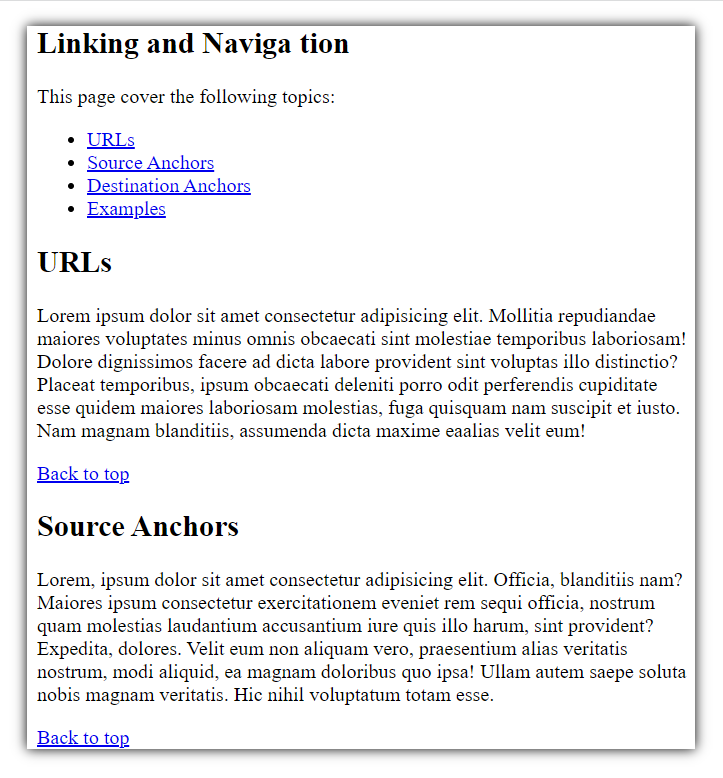 Linking and Naviga tion
This page cover the following topics:
URLs
Source Anchors
Destination Anchors
Examples
URLs
Lorem ipsum dolor sit amet consectetur adipisicing elit. Mollitia repudiandae
maiores voluptates minus omnis obcaecati sint molestiae temporibus laboriosam!
Dolore dignissimos facere ad dicta labore provident sint voluptas illo distinctio?
Placeat temporibus, ipsum obcaecati deleniti porro odit perferendis cupiditate
esse quidem maiores laboriosam molestias, fuga quisquam nam suscipit et iusto.
Nam magnam blanditiis, assumenda dicta maxime eaalias velit eum!
Back to top
Source Anchors
Lorem, ipsum dolor sit amet consectetur adipisicing elit. Officia, blanditiis nam?
Maiores ipsum consectetur exercitationem eveniet rem sequi officia, nostrum
quam molestias laudantium accusantium iure quis illo harum, sint provident?
Expedita, dolores. Velit eum non aliquam vero, praesentium alias veritatis
nostrum, modi aliquid, ea magnam doloribus quo ipsa! Ullam autem saepe soluta
nobis magnam veritatis. Hic nihil voluptatum totam esse.
Back to top